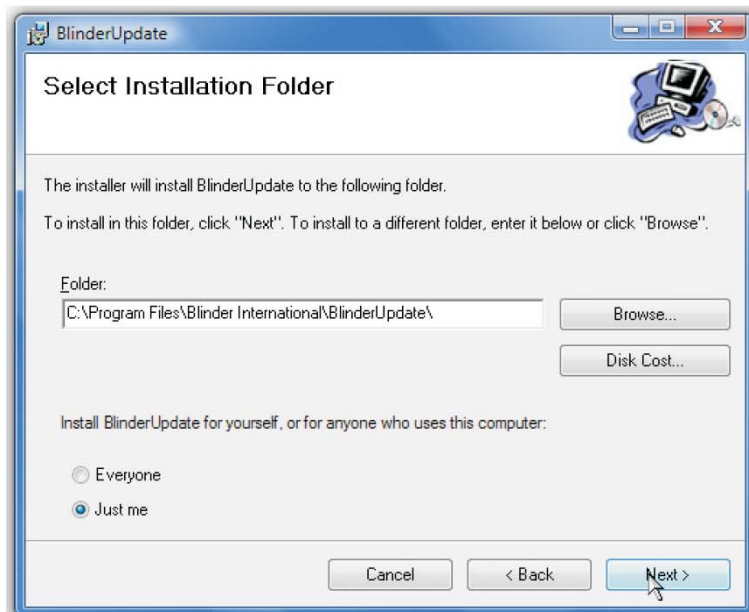 BlinderUpdate
Select Installation Folder
The installer will install BlinderUpdate to the following folder.
To install in this folder, click "Next". To install to a different folder, enter it below or click "Browse".
Folder:
C:\Program Files\Blinder International\BlinderUpdate\
Browse...
Disk Cost...
Install BlinderUpdate for yourself, or for anyone who uses this computer:
Everyone
Just me
Cancel
< Back
Next >